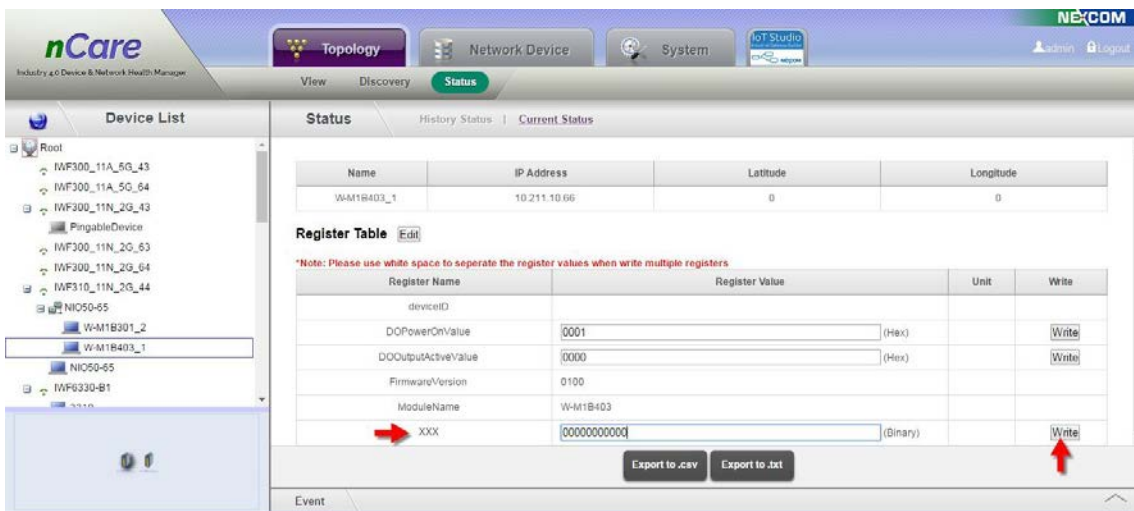 NEXCOM
nCare
Industry 4.0 Device & Network Health Manager
Topology
Network Device
System
IoT Studio
admin
Logout
View
Discovery
Status
Device List
Root
IWF300_11A_5G_43
IWF300_11A_5G_64
IWF300_11N_2G_43
PingableDevice
IWF300_11N_2G_63
IWF300_11N_2G_64
IWF310_11N_2G_44
NIO50-65
W-M1B301_2
W-M1B403_1
NIO50-65
IWF6330-B1
Status History Status | Current Status
Name IP Address Latitude Longitude
W-M1B403_1 10.211.10.66 0 0
Register Table Edit
*Note: Please use white space to seperate the register values when write multiple registers
Register Name Register Value Unit Write
deviceID
DOPowerOnValue 0001 (Hex) Write
DOOutputActiveValue 0000 (Hex) Write
FirmwareVersion 0100
ModuleName W-M1B403
XXX 00000000000 (Binary) Write
Export to .csv Export to .txt
Event